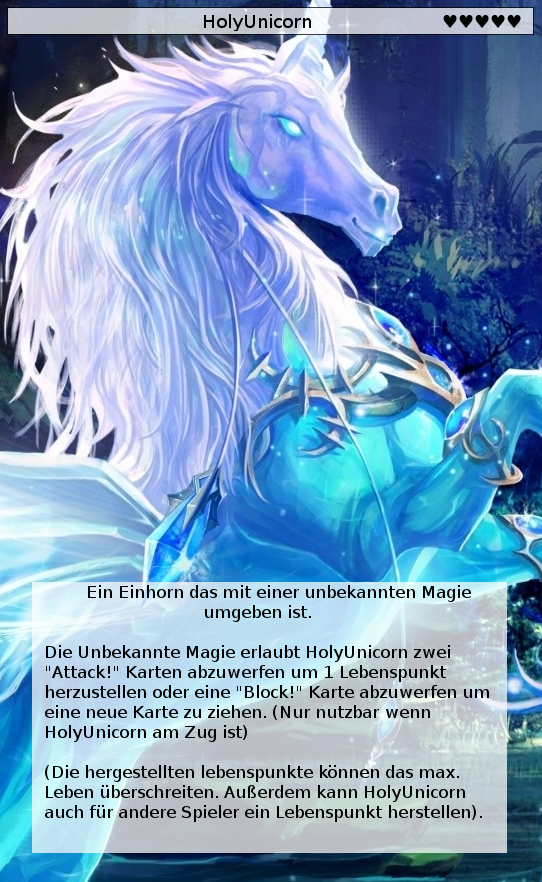 HolyUnicorn ♥♥♥♥♥
Ein Einhorn das mit einer unbekannten Magie
umgeben ist.
Die Unbekannte Magie erlaubt HolyUnicorn zwei
"Attack!" Karten abzuwerfen um 1 Lebenspunkt
herzustellen oder eine "Block!" Karte abzuwerfen um
eine neue Karte zu ziehen. (Nur nutzbar wenn
HolyUnicorn am Zug ist)
(Die hergestellten lebenspunkte können das max.
Leben überschreiten. Außerdem kann HolyUnicorn
auch für andere Spieler ein Lebenspunkt herstellen).